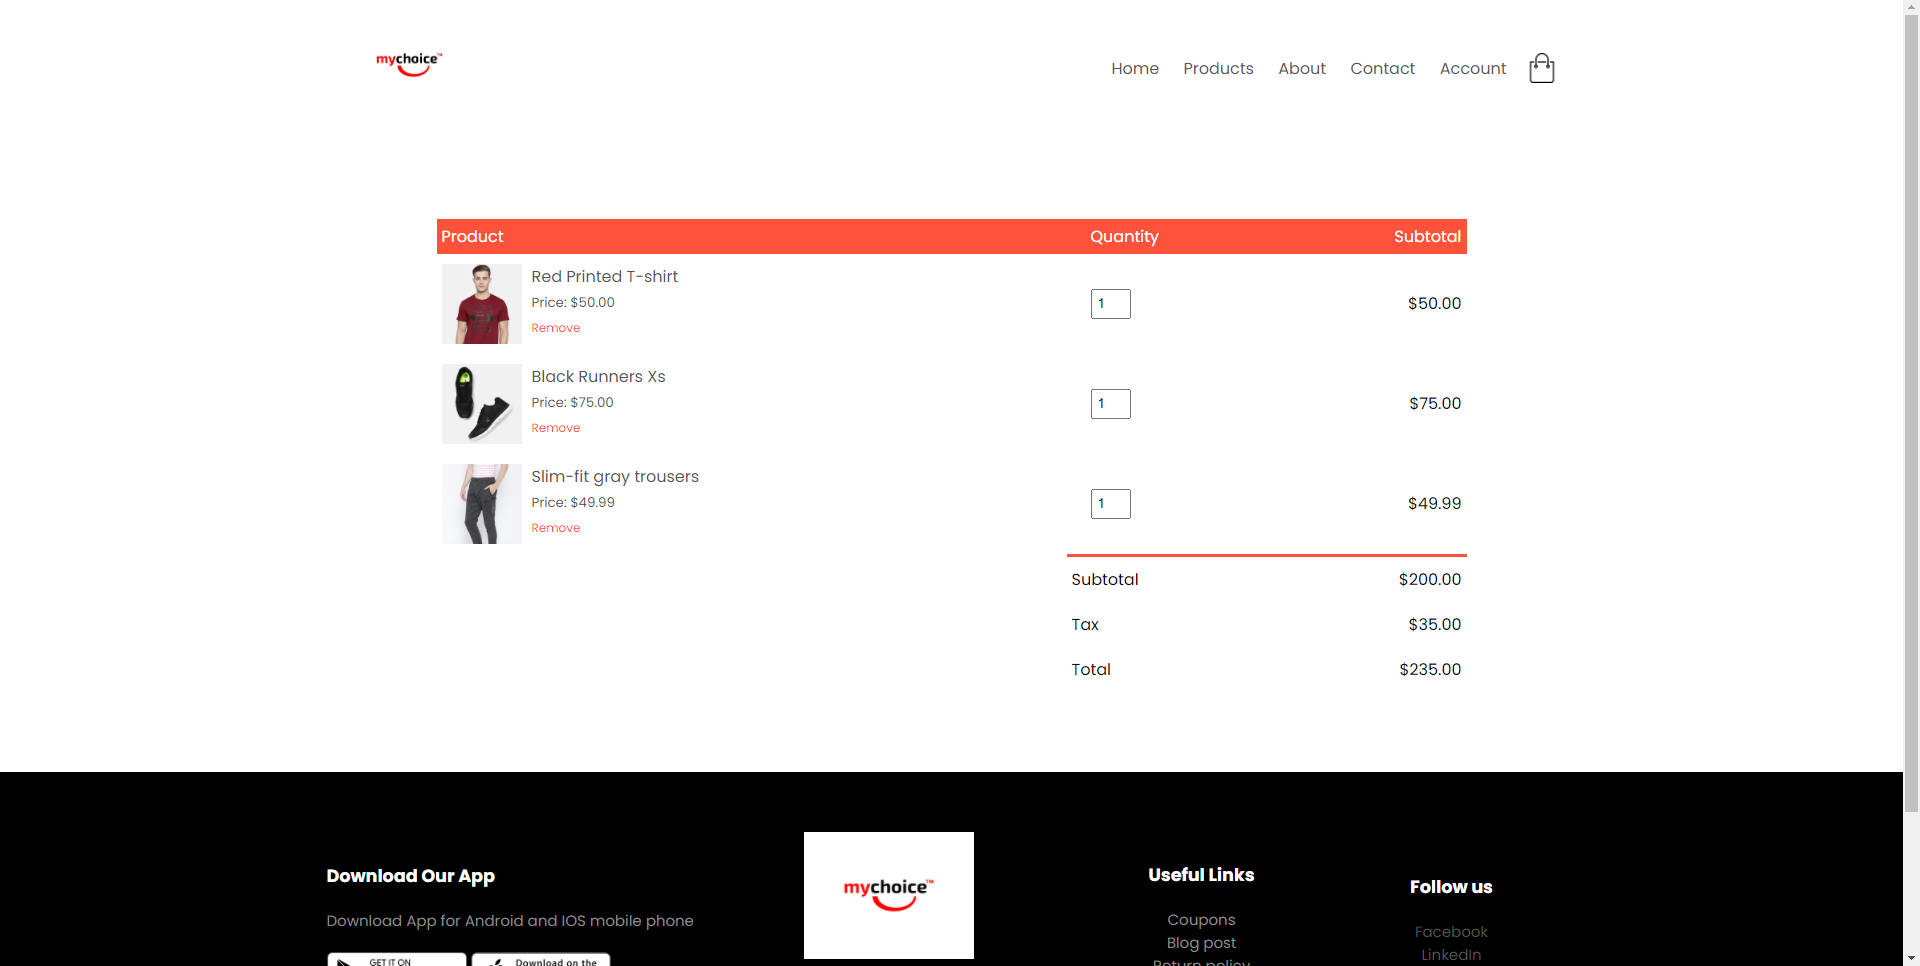 mychoice™
Home Products About Contact Account
Product Quantity Subtotal
Red Printed T-shirt
Price: $50.00
Remove
1
$50.00
Black Runners Xs
Price: $75.00
Remove
1
$75.00
Slim-fit gray trousers
Price: $49.99
Remove
1
$49.99
Subtotal $200.00
Tax $35.00
Total $235.00
Download Our App
Download App for Android and IOS mobile phone
GET IT ON
Download on the
mychoice™
Useful Links
Coupons
Blog post
Return policy
Follow us
Facebook
LinkedIn